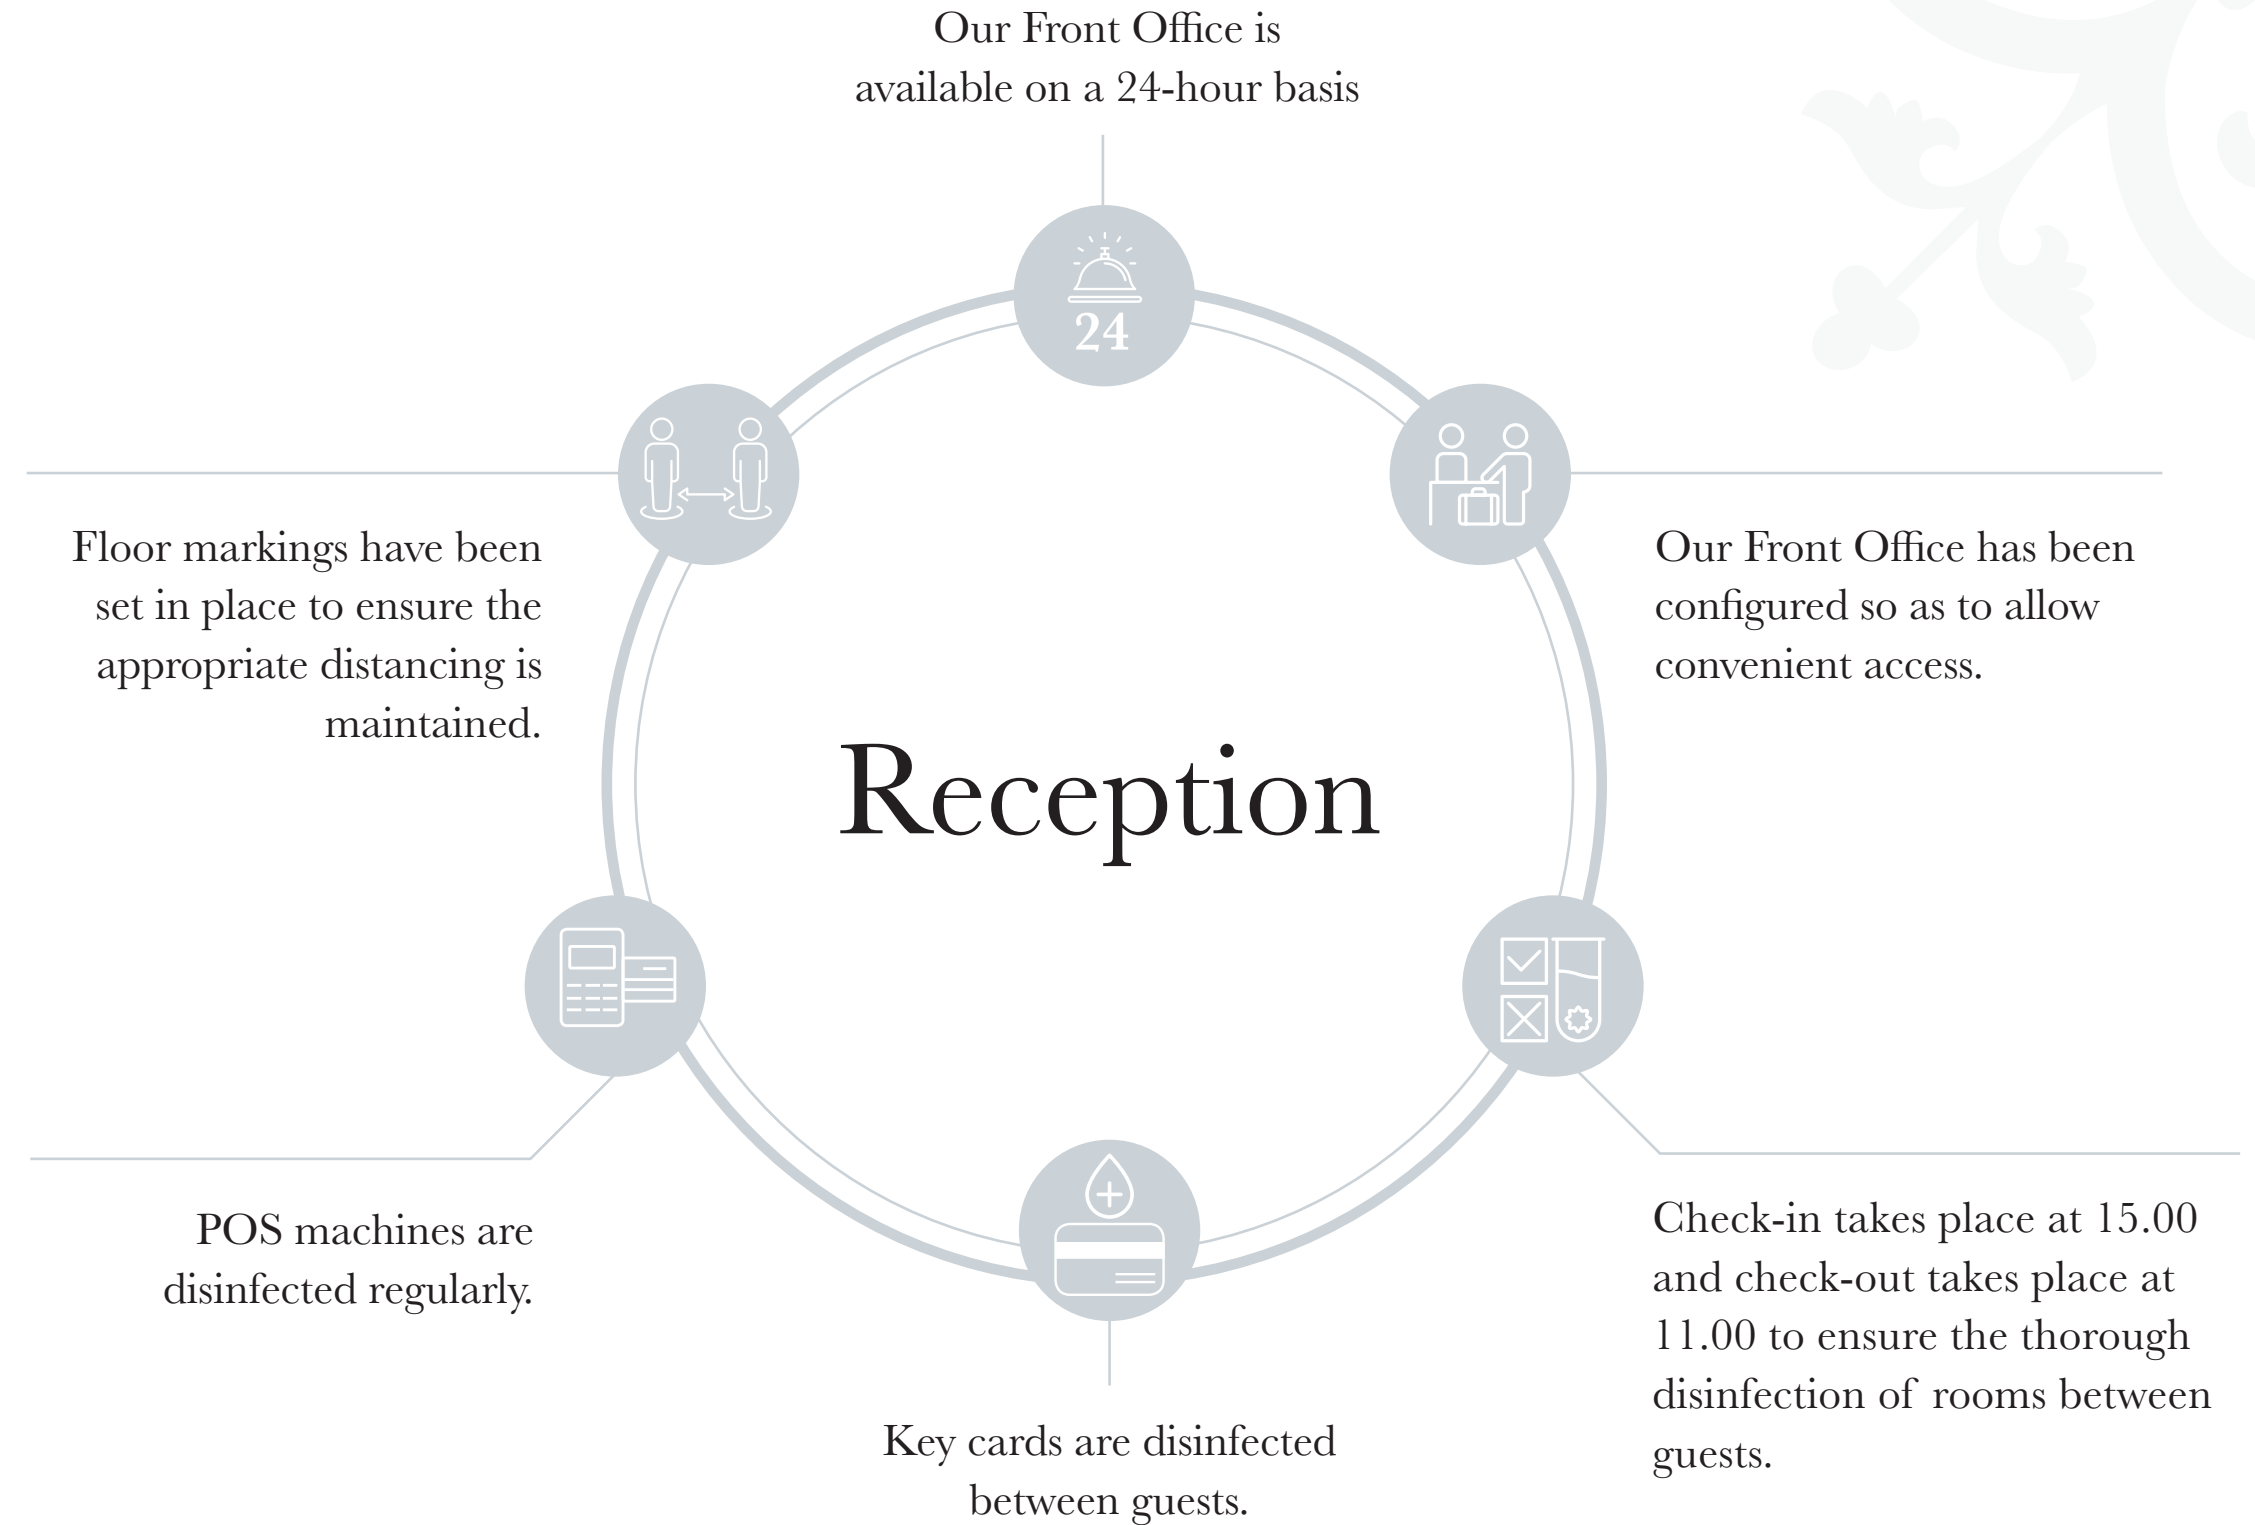 Our Front Office is
available on a 24-hour basis
24
Floor markings have been
set in place to ensure the
appropriate distancing is
maintained.
Our Front Office has been
configured so as to allow
convenient access.
Reception
POS machines are
disinfected regularly.
Check-in takes place at 15.00
and check-out takes place at
11.00 to ensure the thorough
disinfection of rooms between
guests.
Key cards are disinfected
between guests.